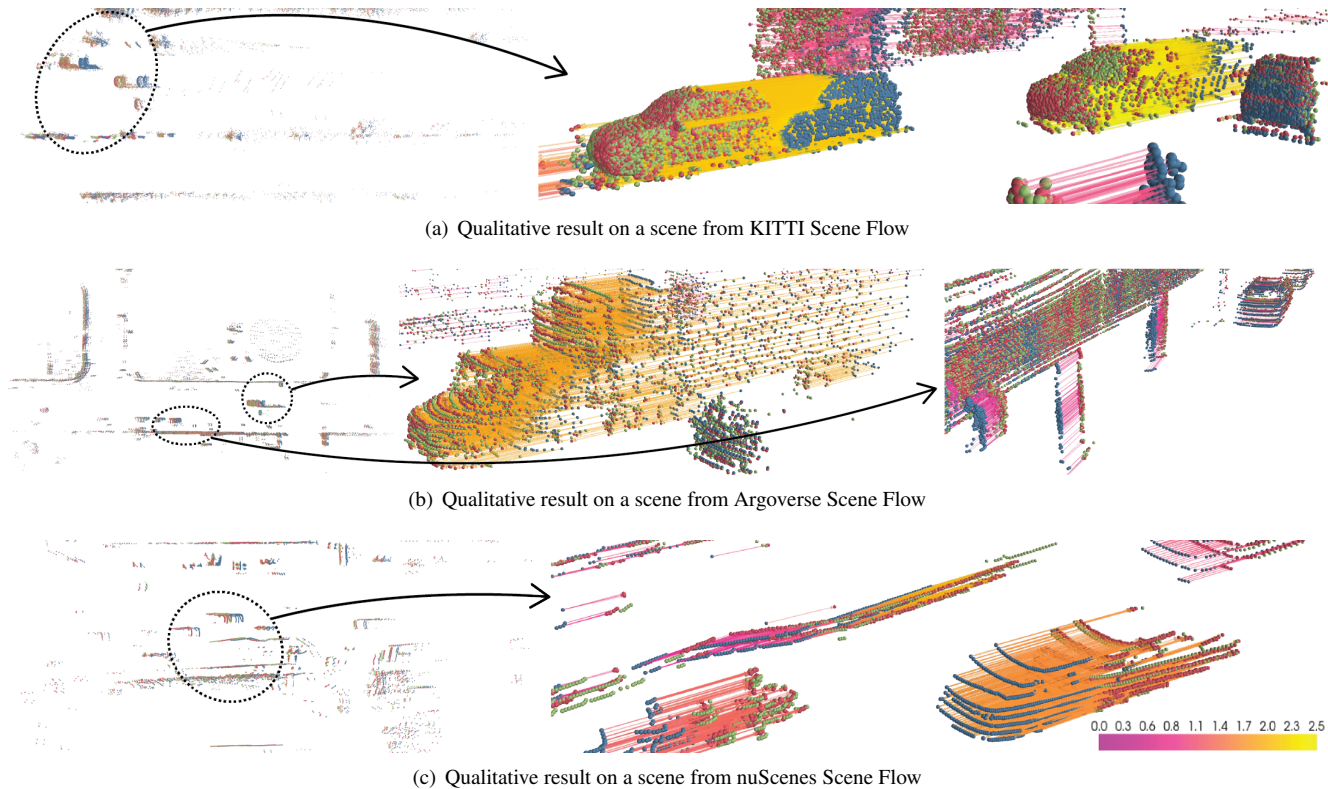 (a) Qualitative result on a scene from KITTI Scene Flow
(b) Qualitative result on a scene from Argoverse Scene Flow
0.0 0.3 0.6 0.8 1.1 1.4 1.7 2.0 2.3 2.5
(c) Qualitative result on a scene from nuScenes Scene Flow